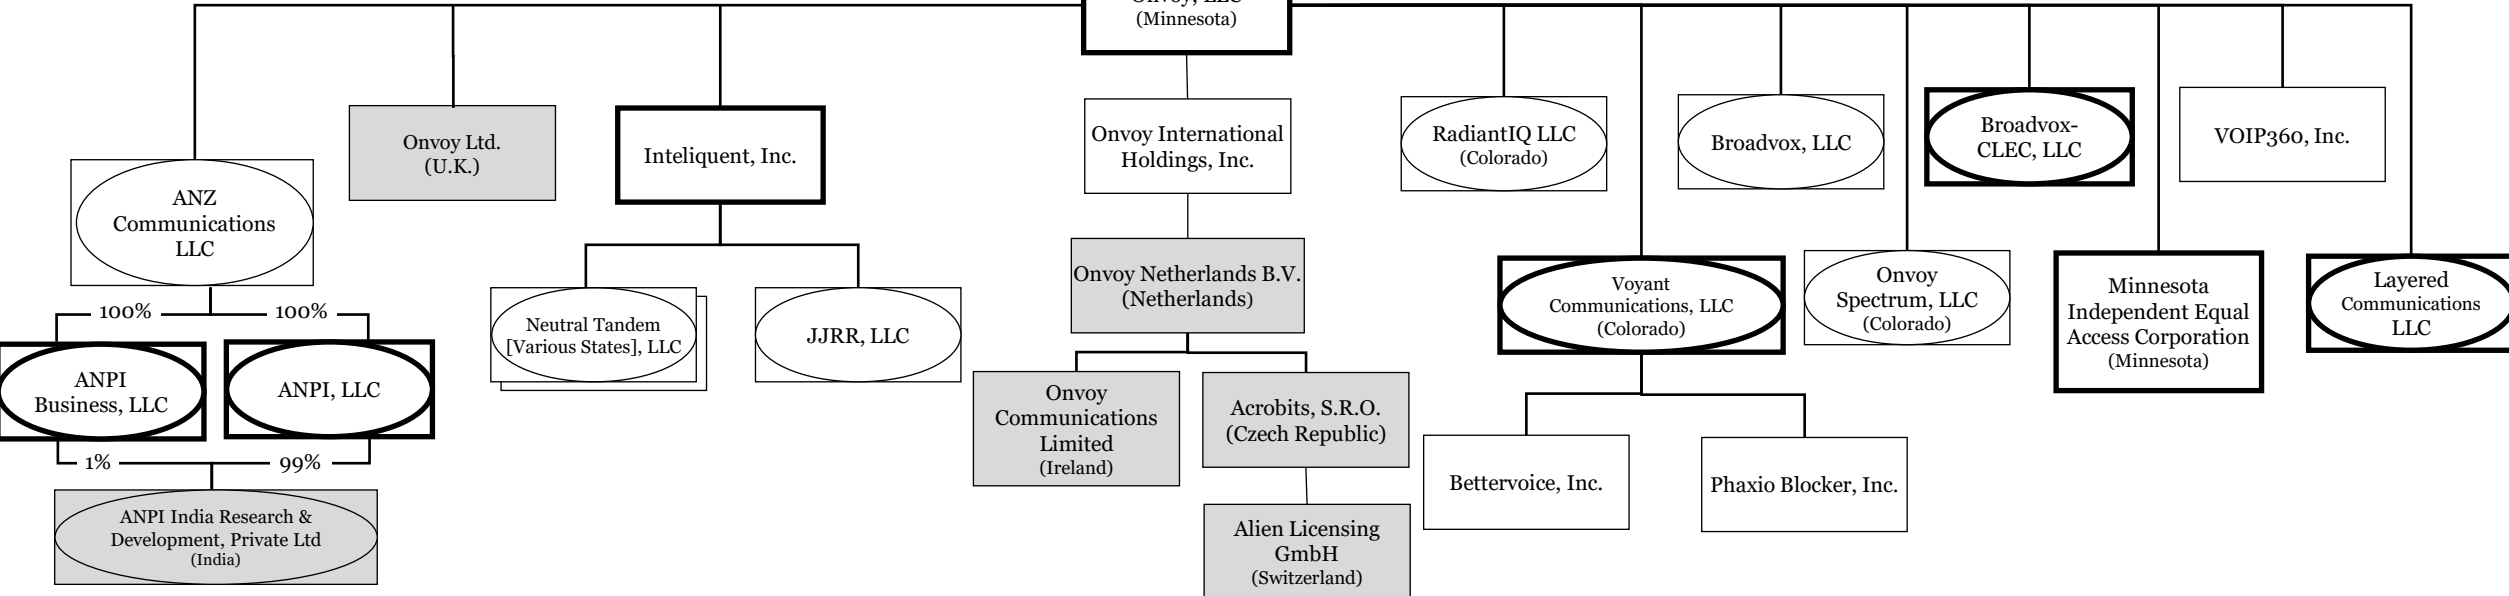 (Minnesota)
Onvoy Ltd.
(U.K.)
Inteliquent, Inc.
Onvoy International
Holdings, Inc.
RadiantIQ LLC
(Colorado)
Broadvox, LLC
Broadvox-
CLEC, LLC
VOIP360, Inc.
ANZ
Communications
LLC
Onvoy Netherlands B.V.
(Netherlands)
Voyant
Communications, LLC
(Colorado)
Onvoy
Spectrum, LLC
(Colorado)
Minnesota
Independent Equal
Access Corporation
(Minnesota)
Layered
Communications
LLC
100%
100%
Neutral Tandem
[Various States], LLC
JJRR, LLC
ANPI
Business, LLC
ANPI, LLC
Onvoy
Communications
Limited
(Ireland)
Acrobits, S.R.O.
(Czech Republic)
1%
99%
Bettervoice, Inc.
Phaxio Blocker, Inc.
ANPI India Research &
Development, Private Ltd
(India)
Alien Licensing
GmbH
(Switzerland)